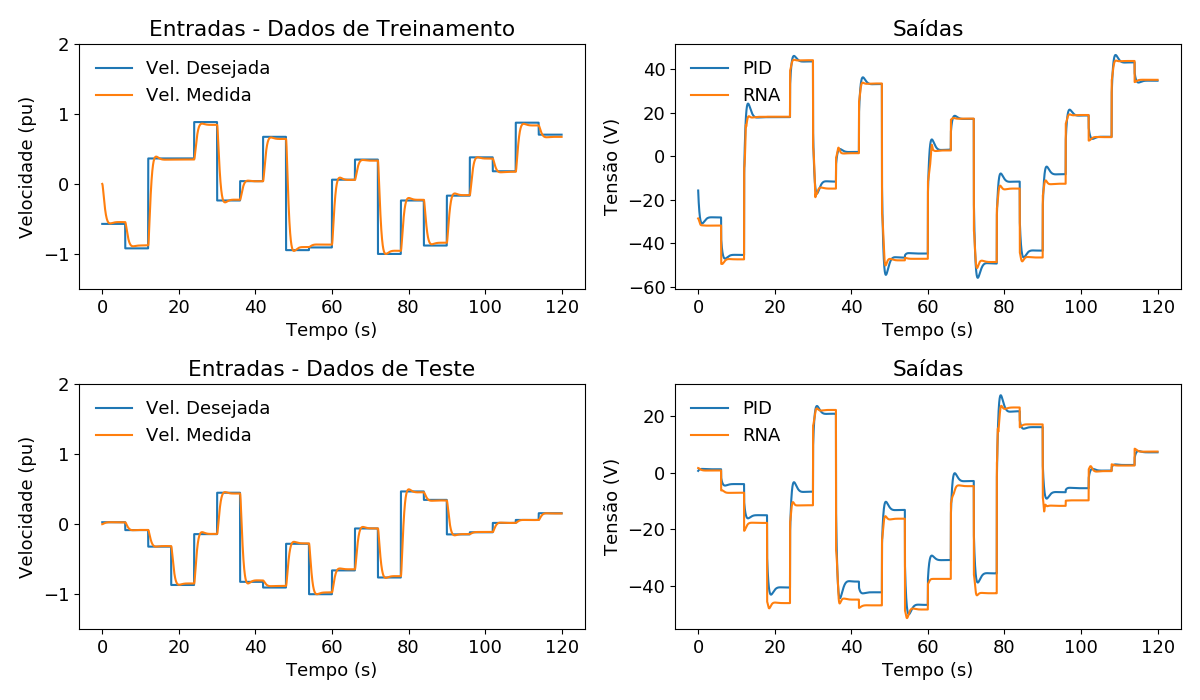 Entradas - Dados de Treinamento
2
1
0
−1
Velocidade (pu)
Vel. Desejada
Vel. Medida
0 20 40 60 80 100 120
Tempo (s)
Saídas
40
20
0
−20
−40
−60
Tensão (V)
PID
RNA
0 20 40 60 80 100 120
Tempo (s)
Entradas - Dados de Teste
2
1
0
−1
Velocidade (pu)
Vel. Desejada
Vel. Medida
0 20 40 60 80 100 120
Tempo (s)
Saídas
20
0
−20
−40
Tensão (V)
PID
RNA
0 20 40 60 80 100 120
Tempo (s)